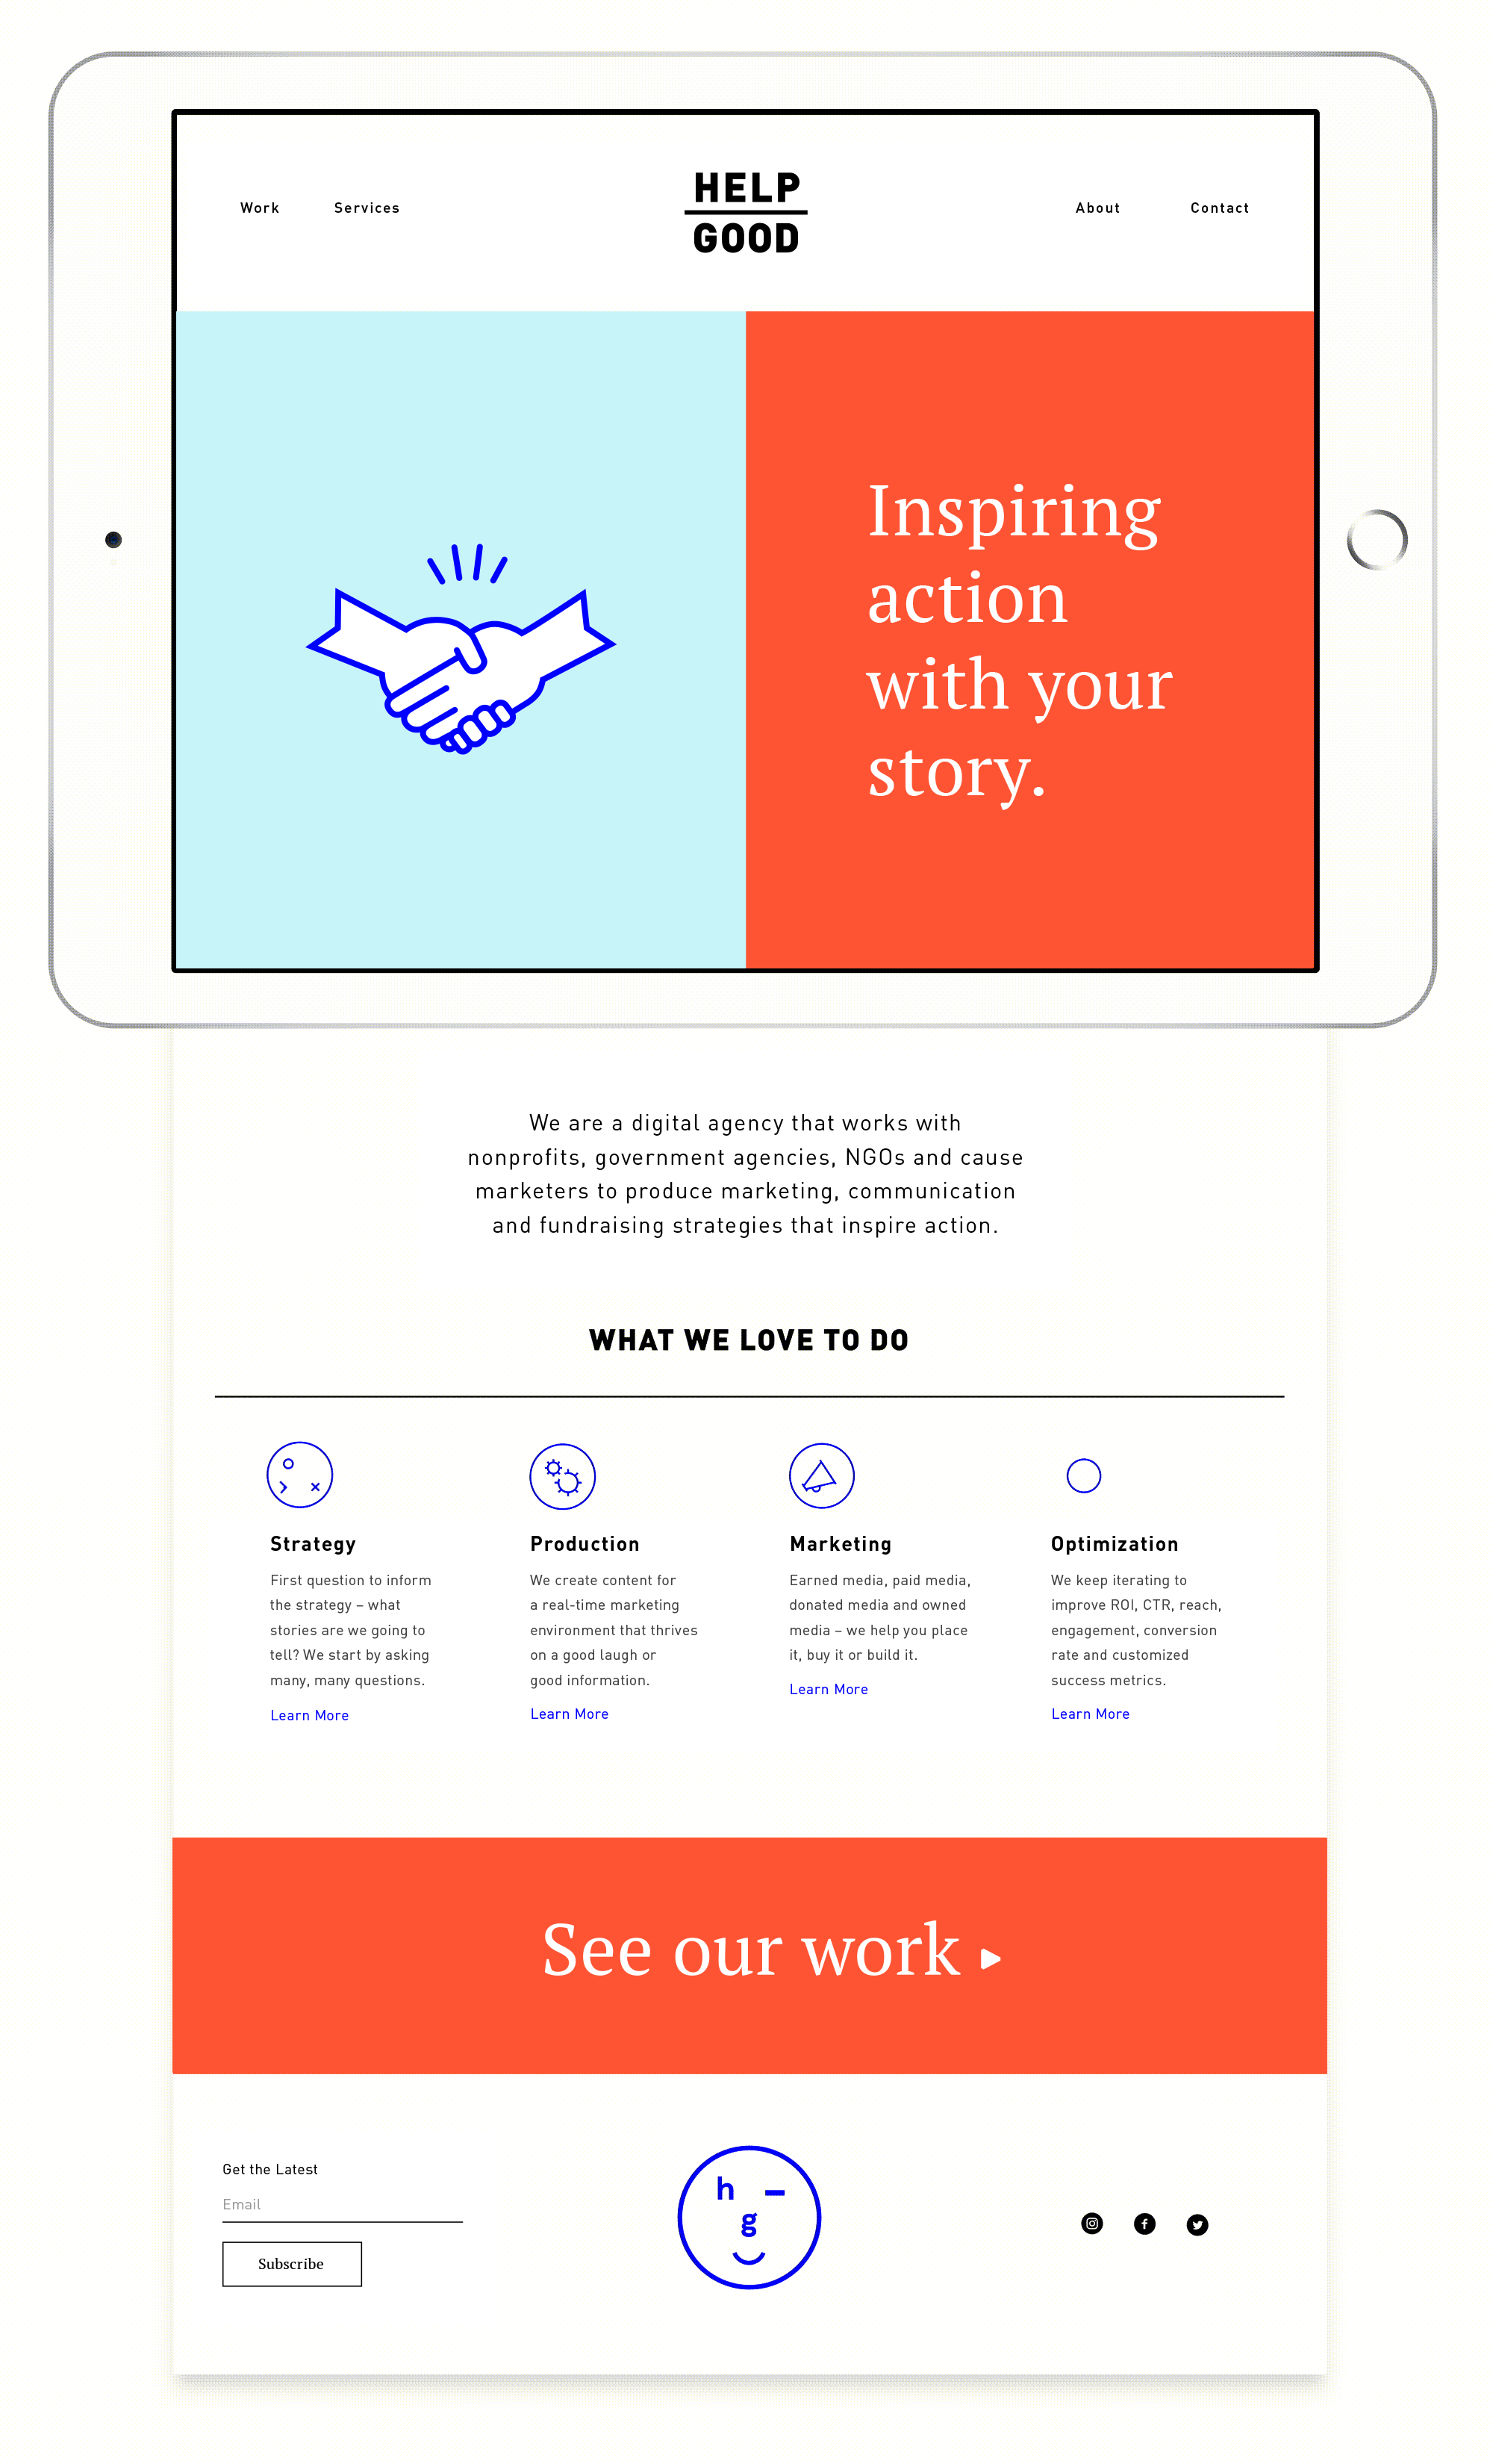 Work Services HELP GOOD About Contact
Inspiring
action
with your
story.
We are a digital agency that works with
nonprofits, government agencies, NGOs and cause
marketers to produce marketing, communication
and fundraising strategies that inspire action.
WHAT WE LOVE TO DO
Strategy
First question to inform
the strategy – what
stories are we going to
tell? We start by asking
many, many questions.
Learn More
Production
We create content for
a real-time marketing
environment that thrives
on a good laugh or
good information.
Learn More
Marketing
Earned media, paid media,
donated media and owned
media – we help you place
it, buy it or build it.
Learn More
Optimization
We keep iterating to
improve ROI, CTR, reach,
engagement, conversion
rate and customized
success metrics.
Learn More
See our work
Get the Latest
Email
Subscribe
h
g